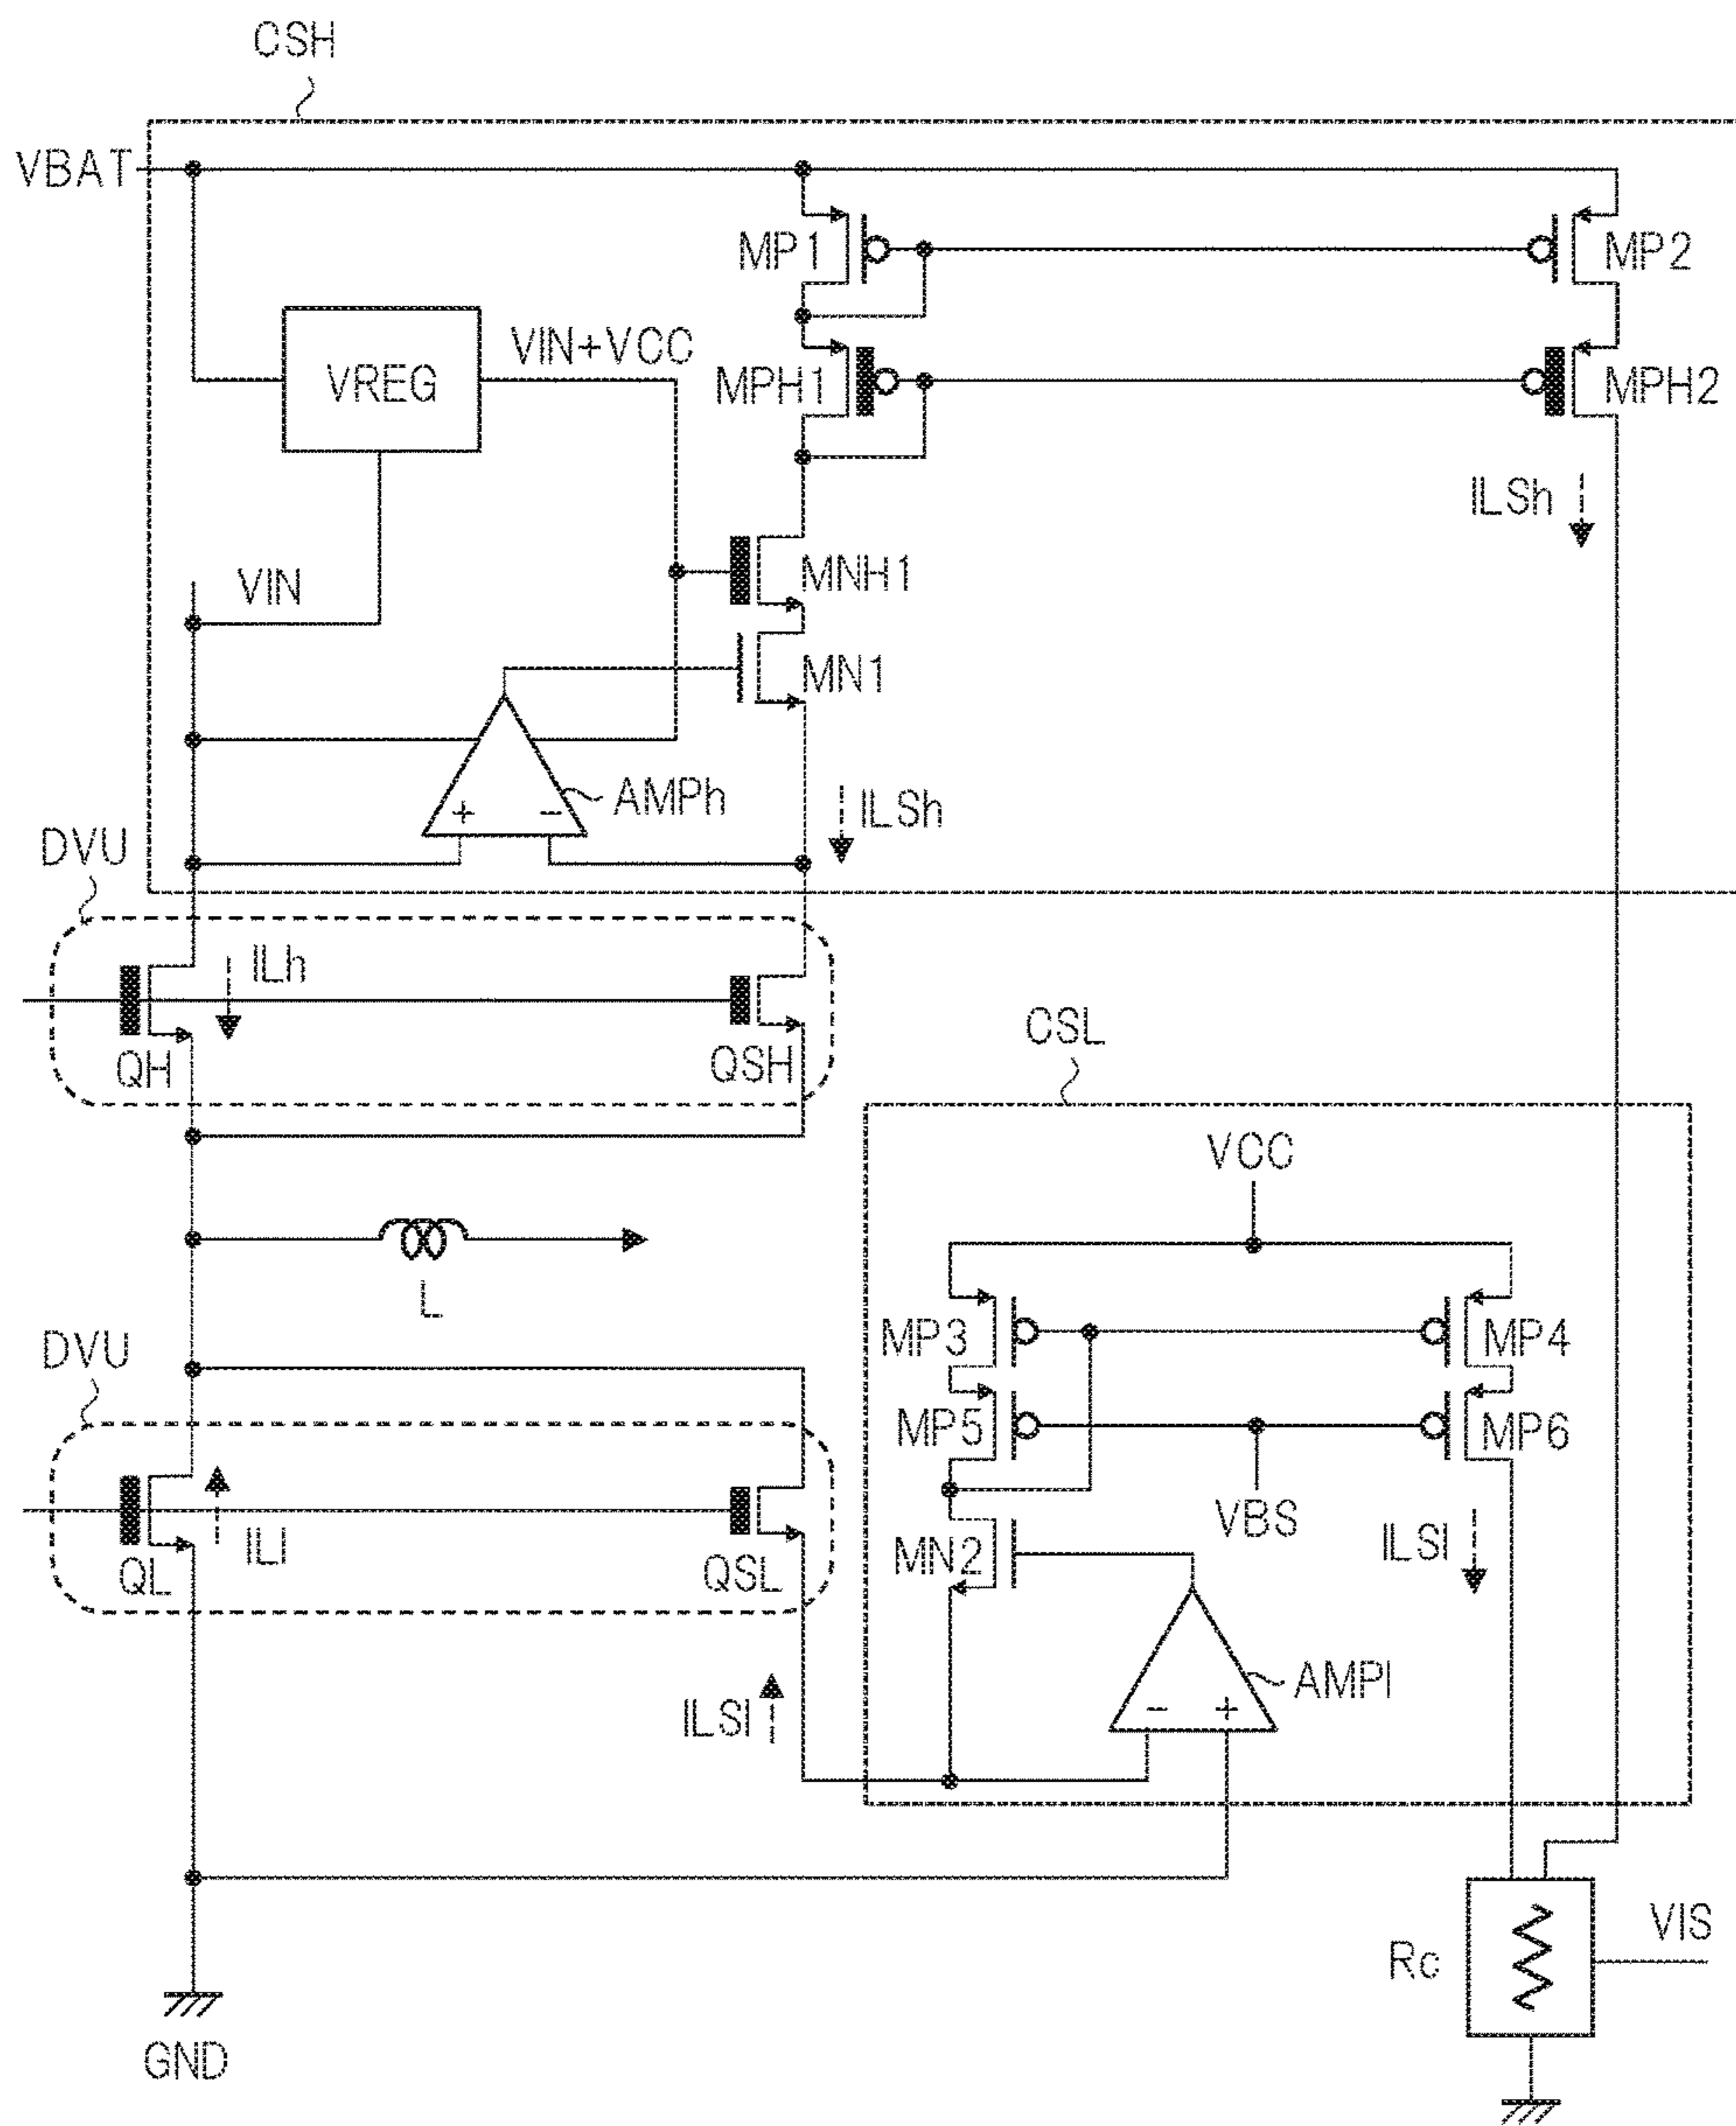 CSH
VBAT
MP1
MP2
VREG
VIN+VCC
MPH1
MPH2
ILSh
VIN
MNH1
MN1
+
−
AMPh
ILSh
DVU
ILh
QH
QSH
CSL
VCC
L
MP3
MP4
DVU
MP5
MP6
VBS
QL
ILl
QSL
MN2
ILSl
ILSl
−
+
AMPl
Rc
VIS
GND